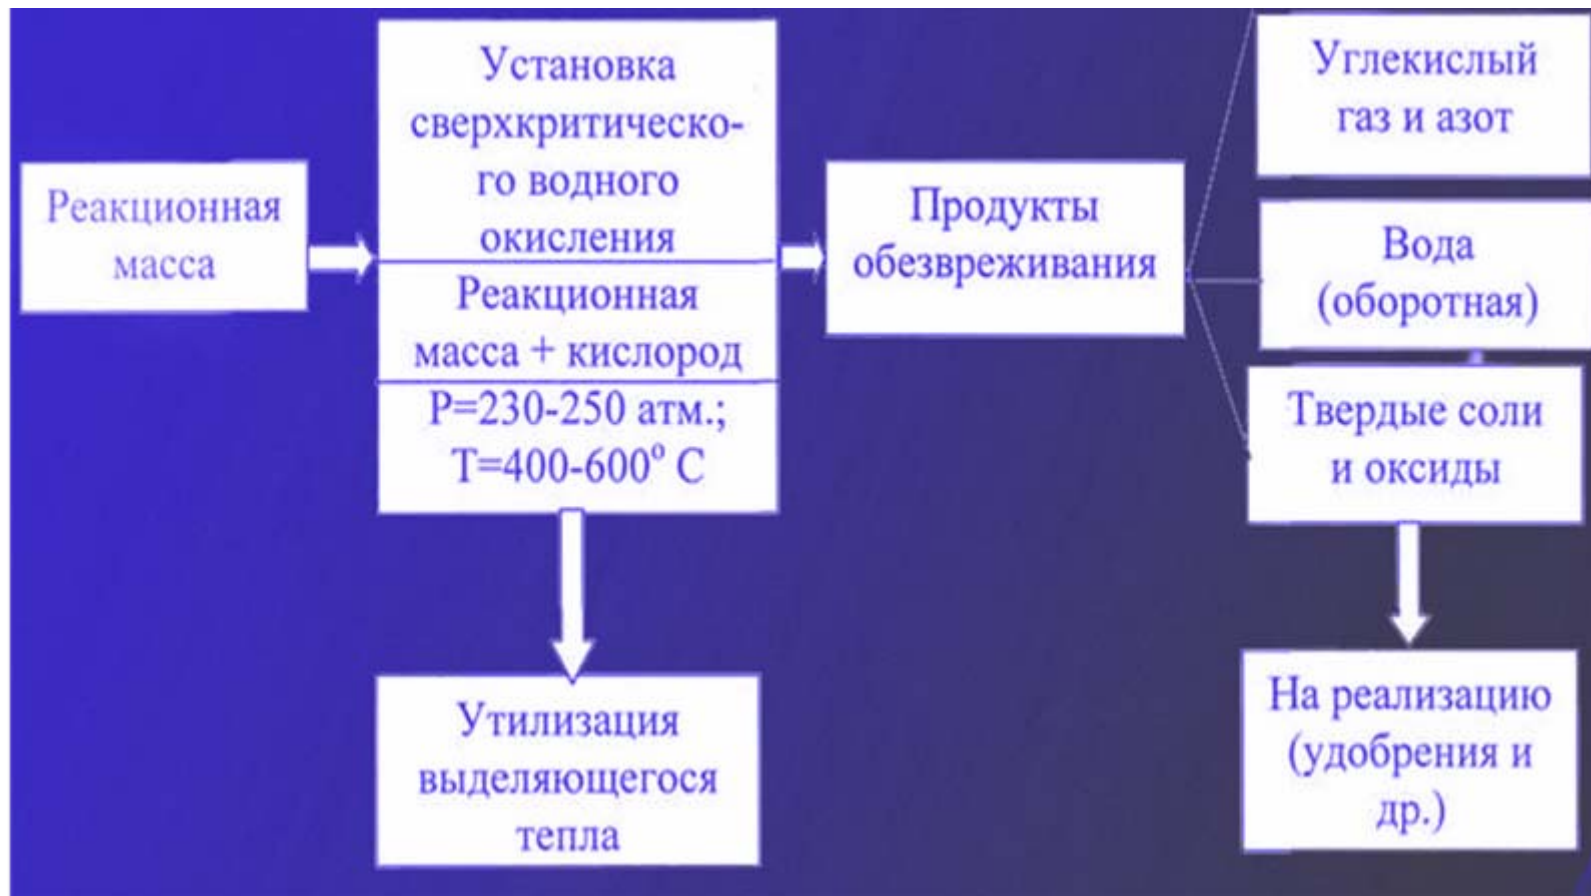 Реакционная
масса
Установка
сверхкритическо-
го водного
окисления
Реакционная
масса + кислород
Р=230-250 атм.;
Т=400-600° С
Утилизация
выделяющегося
тепла
Продукты
обезвреживания
Углекислый
газ и азот
Вода
(оборотная)
Твердые соли
и оксиды
На реализацию
(удобрения и
др.)